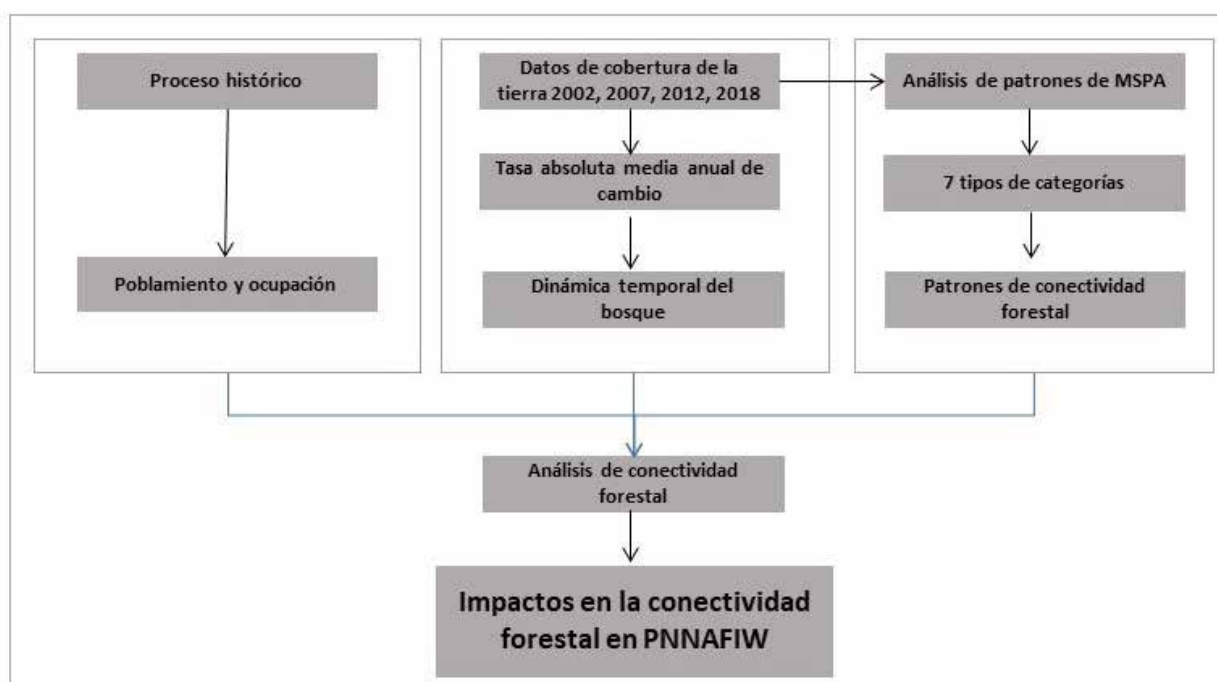 Proceso histórico
Poblamiento y ocupación
Datos de cobertura de la
tierra 2002, 2007, 2012, 2018
Tasa absoluta media anual de
cambio
Dinámica temporal del
bosque
Análisis de patrones de MSPA
7 tipos de categorías
Patrones de conectividad
forestal
Análisis de conectividad
forestal
Impactos en la conectividad
forestal en PNNAFIW